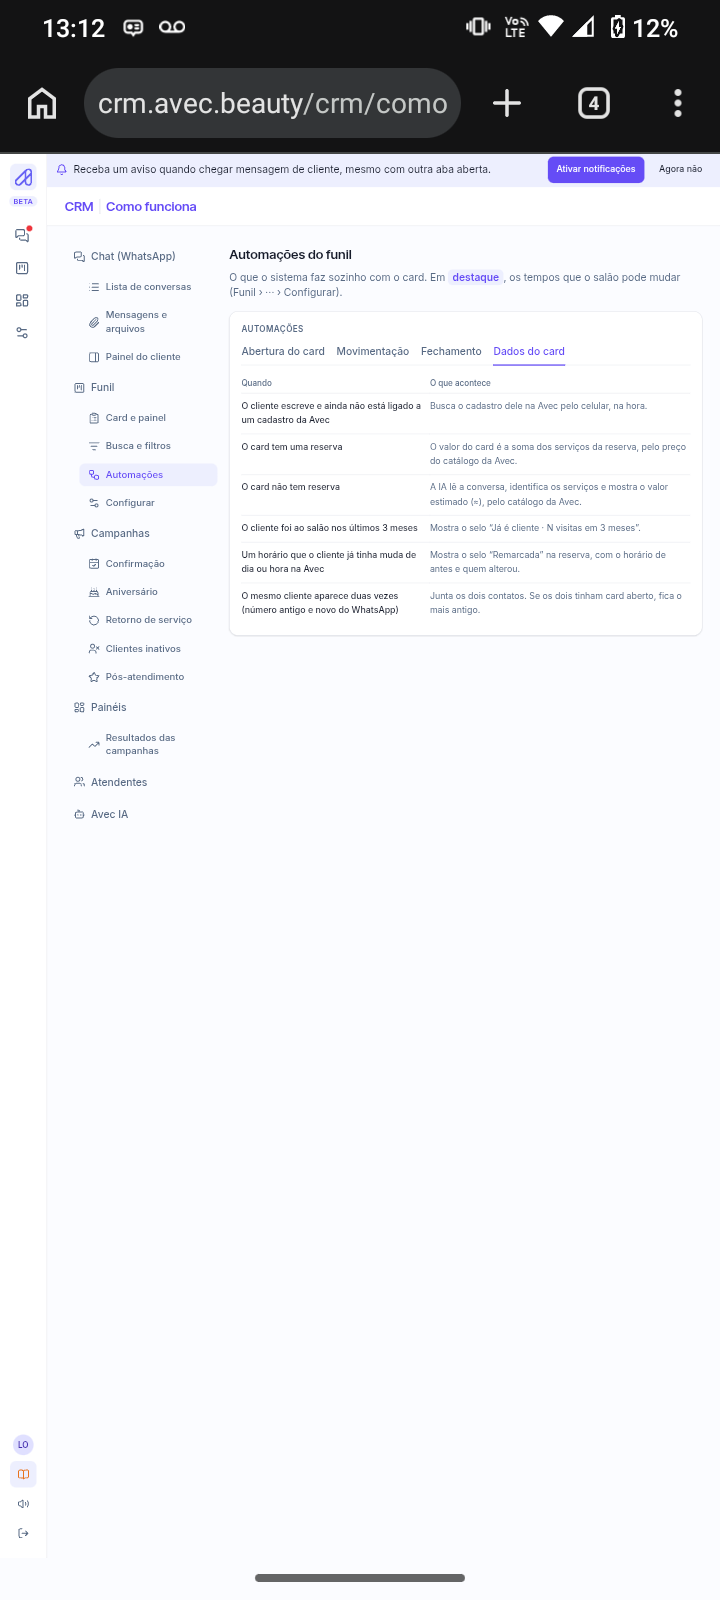 13:12
Vo LTE
12%
crm.avec.beauty/crm/como
4
BETA
Receba um aviso quando chegar mensagem de cliente, mesmo com outra aba aberta.
Ativar notificações
Agora não
CRM | Como funciona
Chat (WhatsApp)
Lista de conversas
Mensagens e
arquivos
Painel do cliente
Funil
Card e painel
Busca e filtros
Automações
Configurar
Campanhas
Confirmação
Aniversário
Retorno de serviço
Clientes inativos
Pós-atendimento
Painéis
Resultados das
campanhas
Atendentes
Avec IA
Automações do funil
O que o sistema faz sozinho com o card. Em destaque, os tempos que o salão pode mudar
(Funil › ··· › Configurar).
AUTOMAÇÕES
Abertura do card Movimentação Fechamento Dados do card
Quando O que acontece
O cliente escreve e ainda não está ligado a Busca o cadastro dele na Avec pelo celular, na hora.
um cadastro da Avec
O card tem uma reserva O valor do card é a soma dos serviços da reserva, pelo preço
do catálogo da Avec.
O card não tem reserva A IA lê a conversa, identifica os serviços e mostra o valor
estimado (≈), pelo catálogo da Avec.
O cliente foi ao salão nos últimos 3 meses Mostra o selo “Já é cliente · N visitas em 3 meses”.
Um horário que o cliente já tinha muda de Mostra o selo “Remarcada” na reserva, com o horário de
dia ou hora na Avec antes e quem alterou.
O mesmo cliente aparece duas vezes Junta os dois contatos. Se os dois tinham card aberto, fica o
(número antigo e novo do WhatsApp) mais antigo.
LO